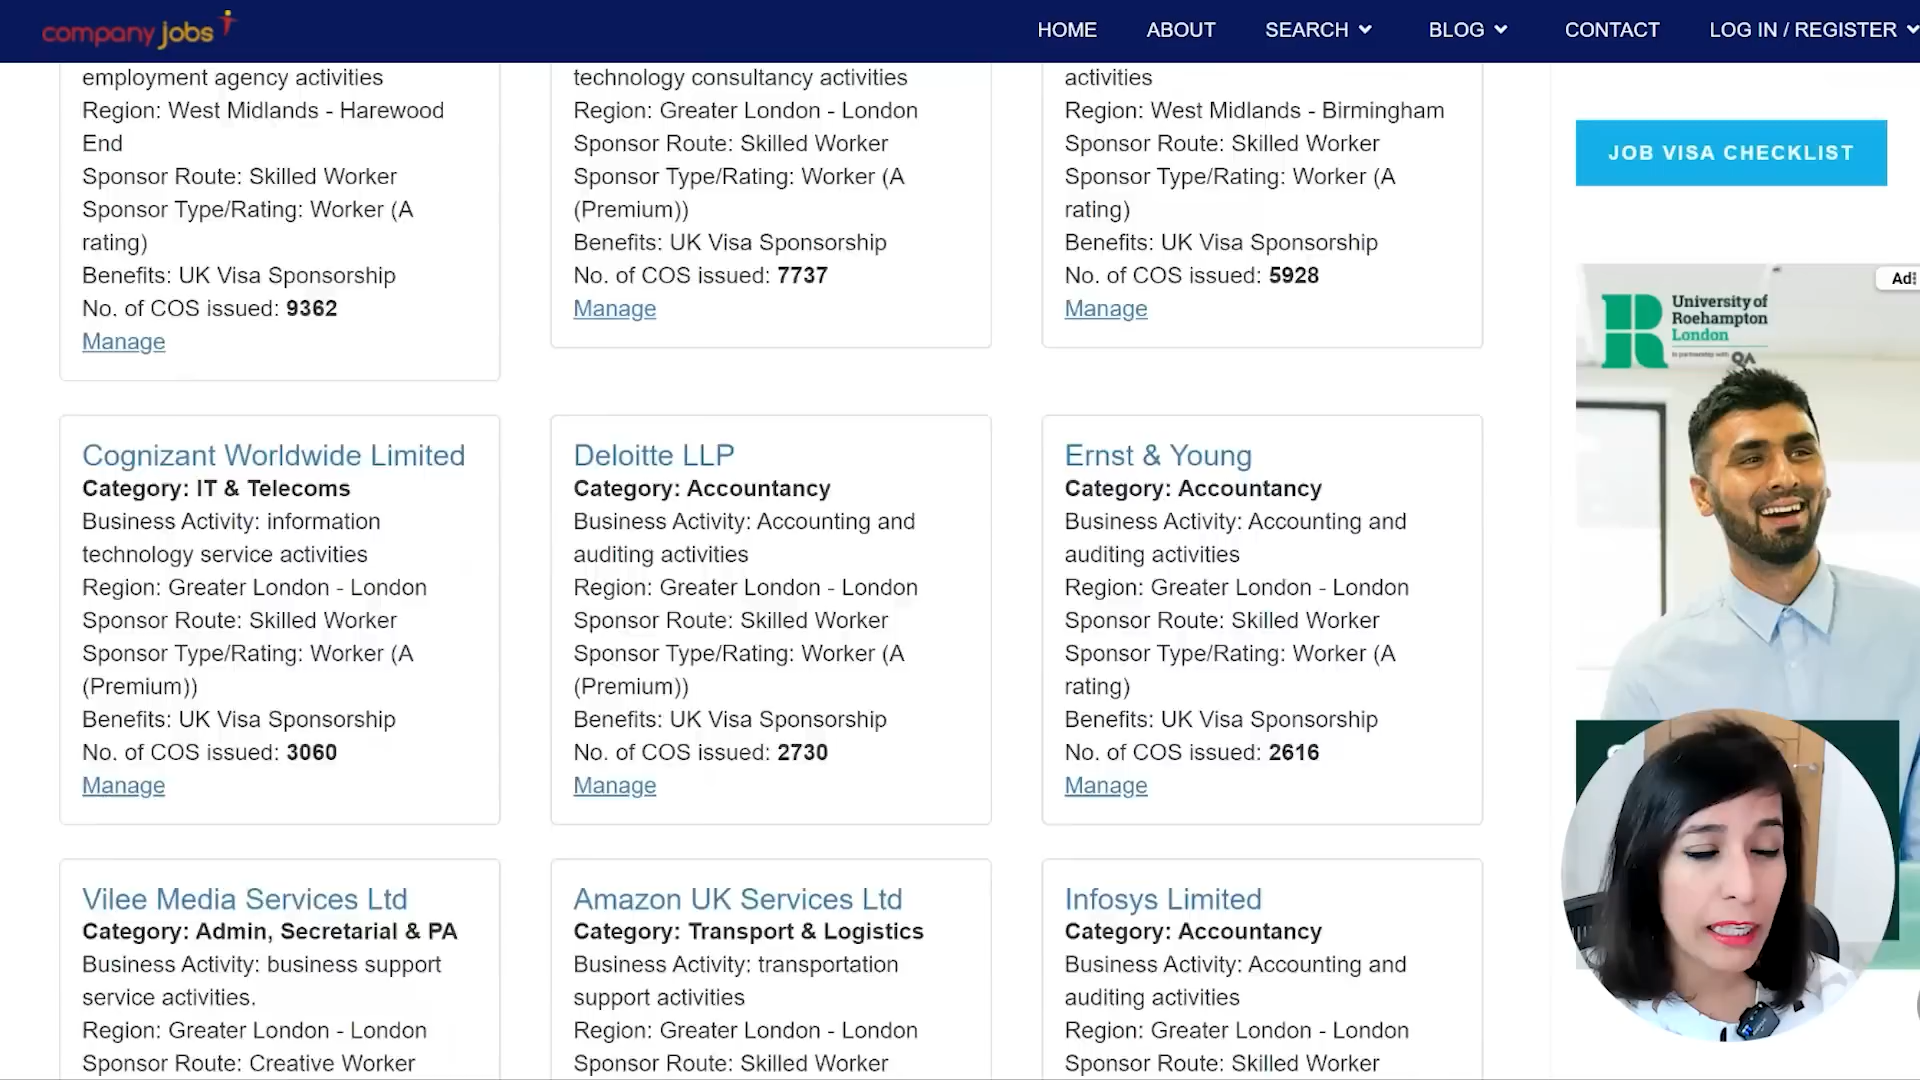 company jobs
HOME
ABOUT
SEARCH
BLOG
CONTACT
LOG IN / REGISTER
employment agency activities
Region: West Midlands - Harewood
End
Sponsor Route: Skilled Worker
Sponsor Type/Rating: Worker (A
rating)
Benefits: UK Visa Sponsorship
No. of COS issued: 9362
Manage
technology consultancy activities
Region: Greater London - London
Sponsor Route: Skilled Worker
Sponsor Type/Rating: Worker (A
(Premium))
Benefits: UK Visa Sponsorship
No. of COS issued: 7737
Manage
activities
Region: West Midlands - Birmingham
Sponsor Route: Skilled Worker
Sponsor Type/Rating: Worker (A
rating)
Benefits: UK Visa Sponsorship
No. of COS issued: 5928
Manage
Cognizant Worldwide Limited
Category: IT & Telecoms
Business Activity: information
technology service activities
Region: Greater London - London
Sponsor Route: Skilled Worker
Sponsor Type/Rating: Worker (A
(Premium))
Benefits: UK Visa Sponsorship
No. of COS issued: 3060
Manage
Deloitte LLP
Category: Accountancy
Business Activity: Accounting and
auditing activities
Region: Greater London - London
Sponsor Route: Skilled Worker
Sponsor Type/Rating: Worker (A
(Premium))
Benefits: UK Visa Sponsorship
No. of COS issued: 2730
Manage
Ernst & Young
Category: Accountancy
Business Activity: Accounting and
auditing activities
Region: Greater London - London
Sponsor Route: Skilled Worker
Sponsor Type/Rating: Worker (A
rating)
Benefits: UK Visa Sponsorship
No. of COS issued: 2616
Manage
Vilee Media Services Ltd
Category: Admin, Secretarial & PA
Business Activity: business support
service activities.
Region: Greater London - London
Sponsor Route: Creative Worker
Amazon UK Services Ltd
Category: Transport & Logistics
Business Activity: transportation
support activities
Region: Greater London - London
Sponsor Route: Skilled Worker
Infosys Limited
Category: Accountancy
Business Activity: Accounting and
auditing activities
Region: Greater London - London
Sponsor Route: Skilled Worker
JOB VISA CHECKLIST
Ad
University of
Roehampton
London
In partnership with QA